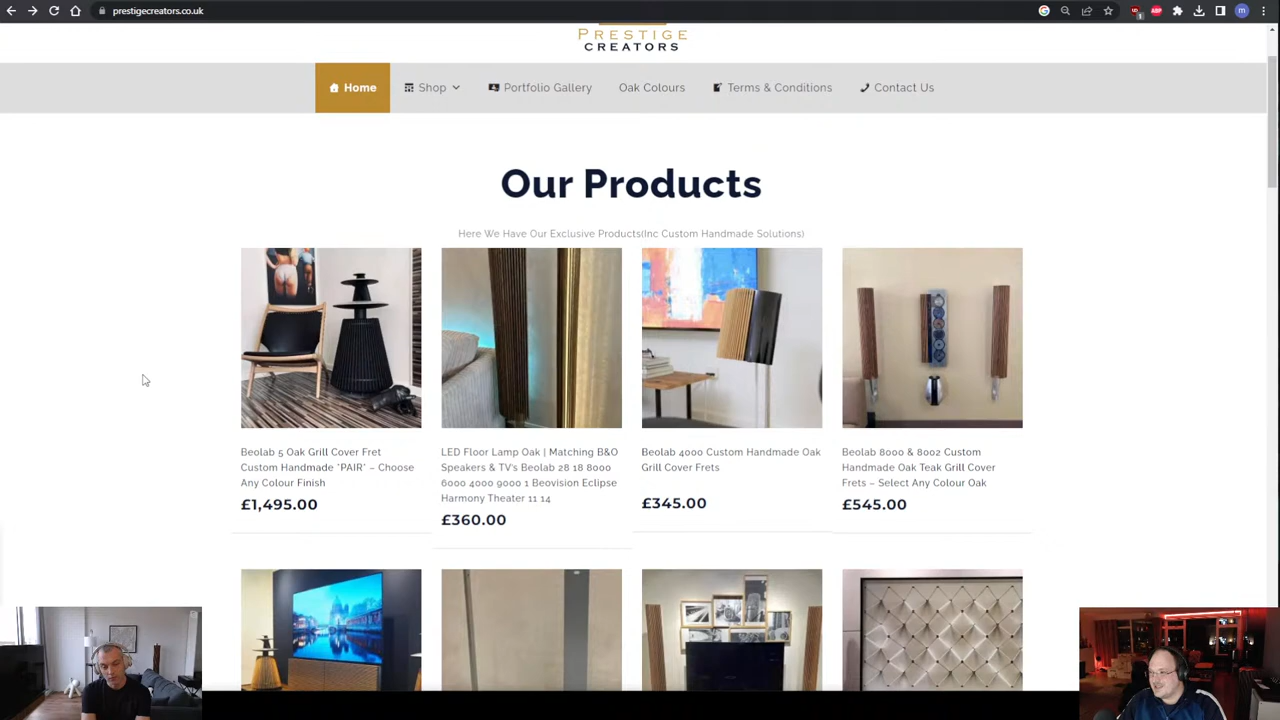 prestigecreators.co.uk
PRESTIGE
CREATORS
Home
Shop
Portfolio Gallery
Oak Colours
Terms & Conditions
Contact Us
Our Products
Here We Have Our Exclusive Products(Inc Custom Handmade Solutions)
Beolab 5 Oak Grill Cover Fret
Custom Handmade *PAIR* – Choose
Any Colour Finish
£1,495.00
LED Floor Lamp Oak | Matching B&O
Speakers & TV's Beolab 28 18 8000
6000 4000 9000 1 Beovision Eclipse
Harmony Theater 11 14
£360.00
Beolab 4000 Custom Handmade Oak
Grill Cover Frets
£345.00
Beolab 8000 & 8002 Custom
Handmade Oak Teak Grill Cover
Frets – Select Any Colour Oak
£545.00